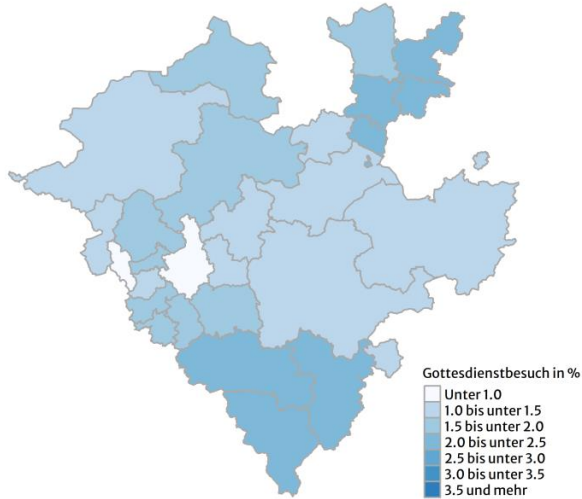 Gottesdienstbesuch in %
Unter 1.0
1.0 bis unter 1.5
1.5 bis unter 2.0
2.0 bis unter 2.5
2.5 bis unter 3.0
3.0 bis unter 3.5
3.5 und mehr